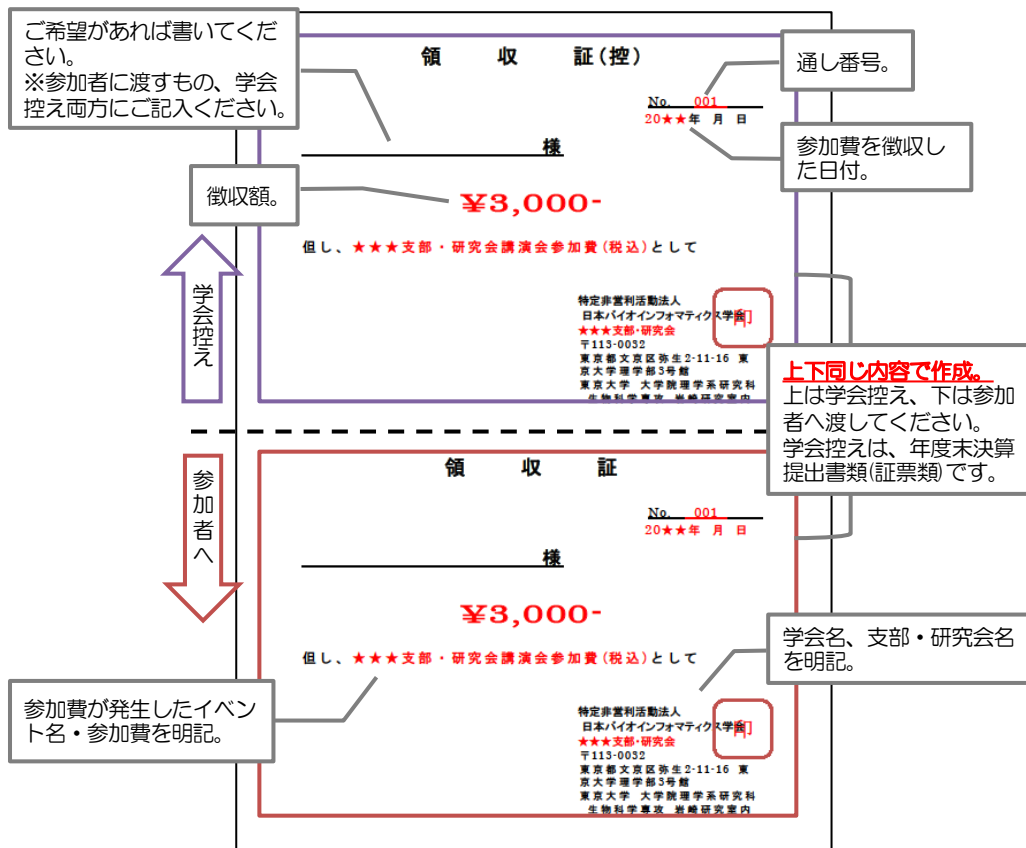 ご希望があれば書いてくだ
さい。
※参加者に渡すもの、学会
控え両方にご記入ください。
領 収 証(控)
通し番号。
No. 001
20★★年 月 日
様
参加費を徴収し
た日付。
徴収額。
¥3,000-
但し、★★★支部・研究会講演会参加費(税込)として
学会控え
特定非営利活動法人
日本バイオインフォマティクス学会
印
★★★支部・研究会
〒113-0032
東京都文京区弥生2-11-16 東
京大学理学部3号館
東京大学 大学院理学系研究科
生物科学専攻 岩崎研究室内
上下同じ内容で作成。
上は学会控え、下は参加
者へ渡してください。
学会控えは、年度末決算
提出書類(証票類)です。
領 収 証
参加者へ
No. 001
20★★年 月 日
様
¥3,000-
但し、★★★支部・研究会講演会参加費(税込)として
学会名、支部・研究会名
を明記。
参加費が発生したイベン
ト名・参加費を明記。
特定非営利活動法人
日本バイオインフォマティクス学会
印
★★★支部・研究会
〒113-0032
東京都文京区弥生2-11-16 東
京大学理学部3号館
東京大学 大学院理学系研究科
生物科学専攻 岩崎研究室内